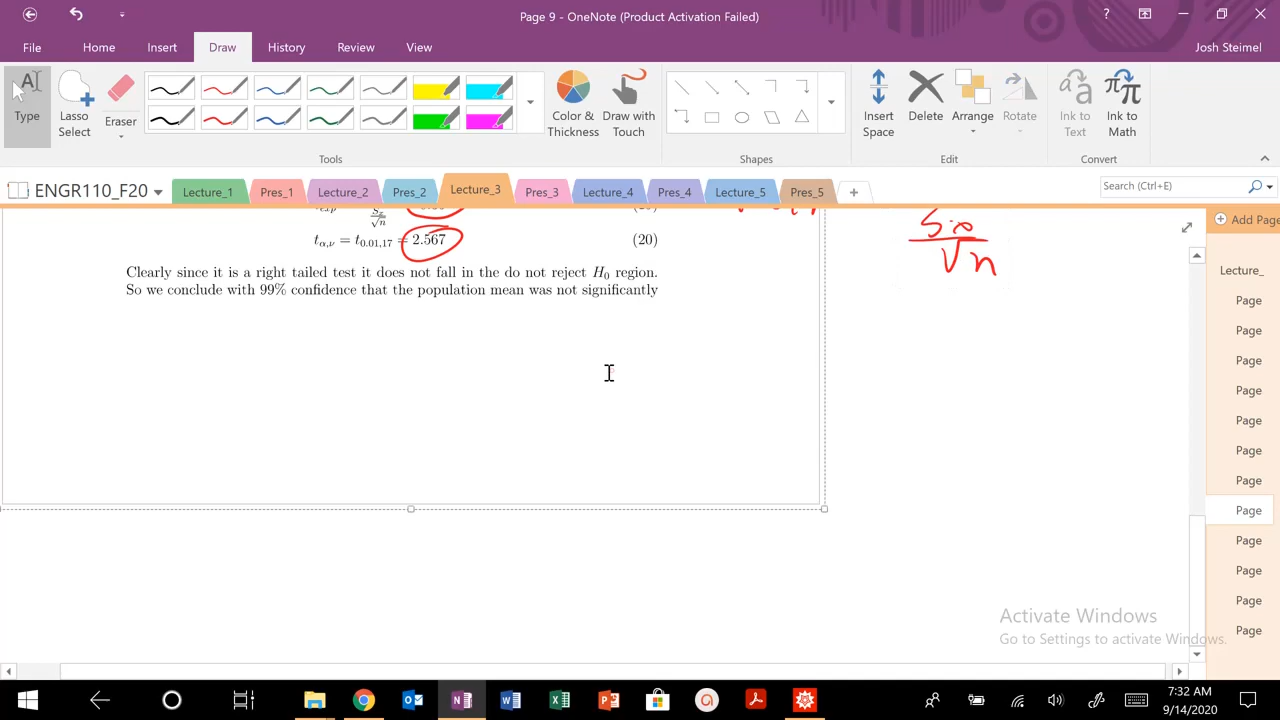 Page 9 - OneNote (Product Activation Failed)
?
File Home Insert Draw History Review View Josh Steimel
Type
Lasso Select
Eraser
Color & Thickness
Draw with Touch
Insert Space
Delete
Arrange
Rotate
Ink to Text
Ink to Math
Tools Shapes Edit Convert
ENGR110_F20 Lecture_1 Pres_1 Lecture_2 Pres_2 Lecture_3 Pres_3 Lecture_4 Pres_4 Lecture_5 Pres_5 + Search (Ctrl+E)
Add Page
Lecture_
Page
Page
Page
Page
Page
Page
Page
Page
Page
Page
Page
Page
t_{α,ν} = t_{0.01,17} = 2.567 (20)
Clearly since it is a right tailed test it does not fall in the do not reject H₀ region.
So we conclude with 99% confidence that the population mean was not significantly
√n
Activate Windows
Go to Settings to activate Windows.
7:32 AM
9/14/2020